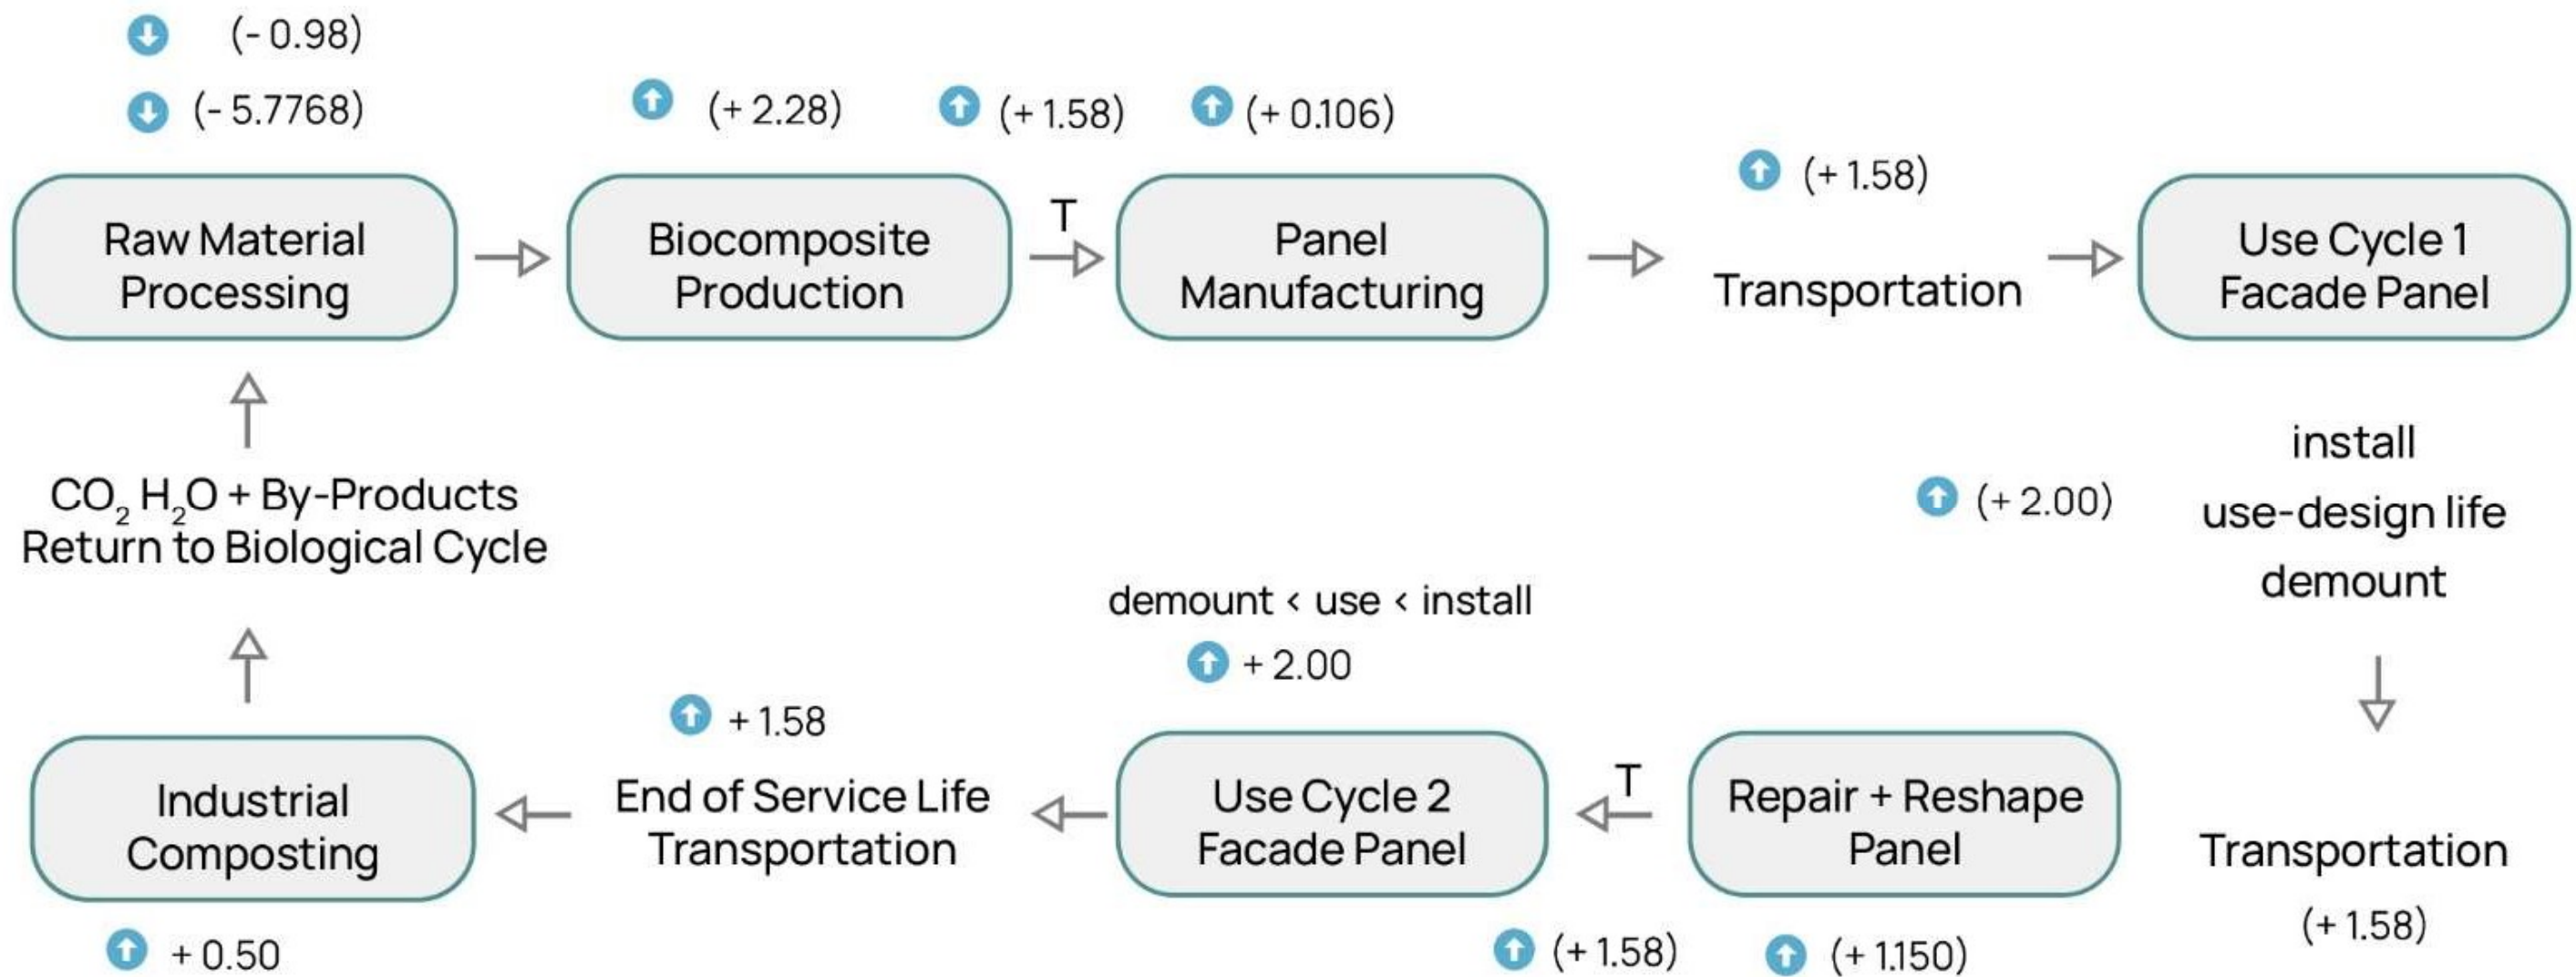 (- 0.98)
(- 5.7768)
(+ 2.28)
(+ 1.58)
(+ 0.106)
(+ 1.58)
Raw Material
Processing
Biocomposite
Production
T
Panel
Manufacturing
Transportation
Use Cycle 1
Facade Panel
install
use-design life
demount
(+ 2.00)
Transportation
(+ 1.58)
Repair + Reshape
Panel
(+ 1.150)
T
(+ 1.58)
demount < use < install
+ 2.00
Use Cycle 2
Facade Panel
+ 1.58
End of Service Life
Transportation
Industrial
Composting
+ 0.50
CO₂ H₂O + By-Products
Return to Biological Cycle